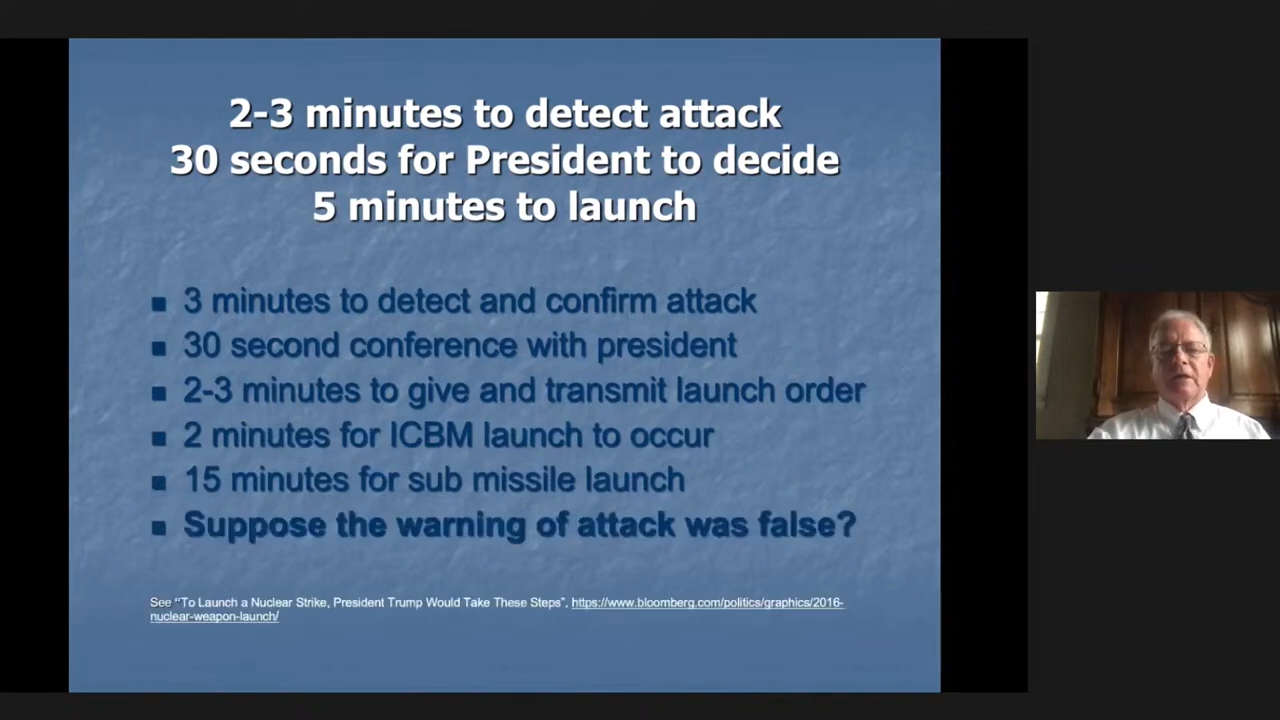 2-3 minutes to detect attack
30 seconds for President to decide
5 minutes to launch
■ 3 minutes to detect and confirm attack
■ 30 second conference with president
■ 2-3 minutes to give and transmit launch order
■ 2 minutes for ICBM launch to occur
■ 15 minutes for sub missile launch
■ Suppose the warning of attack was false?
See “To Launch a Nuclear Strike, President Trump Would Take These Steps”, https://www.bloomberg.com/politics/graphics/2016-
nuclear-weapon-launch/